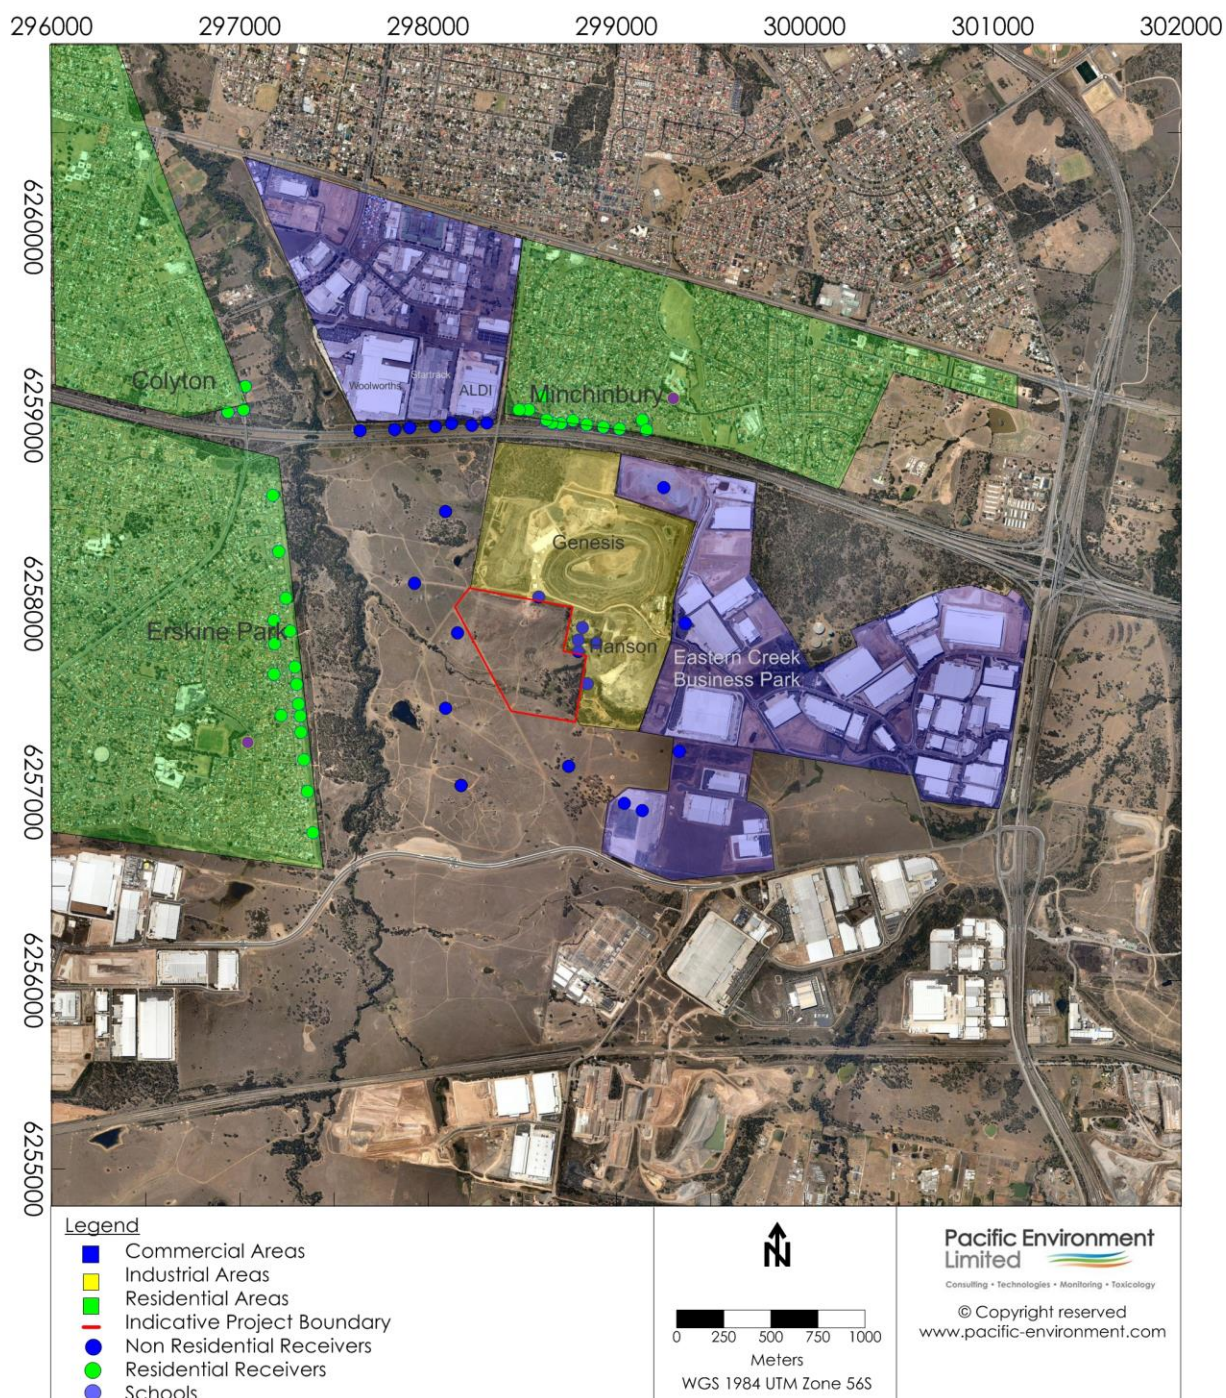 296000 297000 298000 299000 300000 301000 302000
6260000
6259000
6258000
6257000
6256000
6255000
Colyton
Woolworths
Startrack
ALDI
Minchinbury
Genesis
Erskine Park
Hanson
Eastern Creek
Business Park
Legend
Commercial Areas
Industrial Areas
Residential Areas
Indicative Project Boundary
Non Residential Receivers
Residential Receivers
Schools
N
0 250 500 750 1000
Meters
WGS 1984 UTM Zone 56S
Pacific Environment
Limited
Consulting • Technologies • Monitoring • Toxicology
© Copyright reserved
www.pacific-environment.com